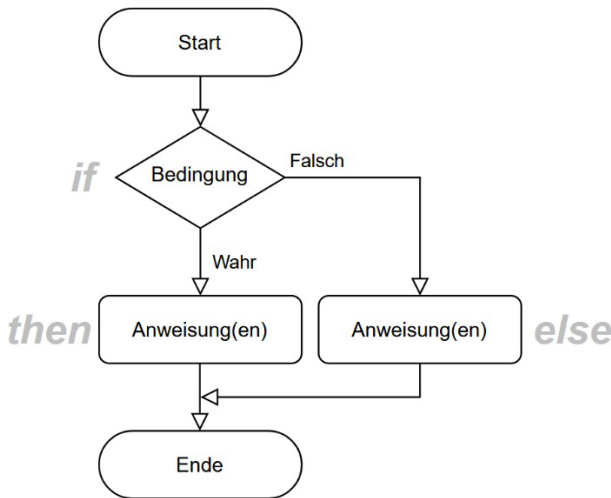 Start
if
Bedingung
Falsch
Wahr
then
Anweisung(en)
Anweisung(en)
else
Ende